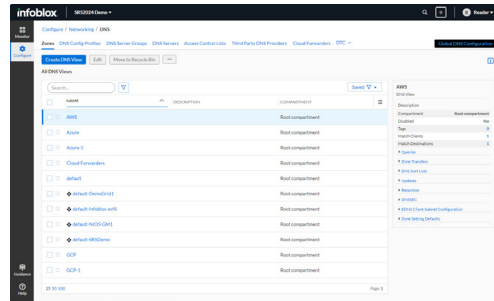 infoblox SRS2024 Demo Reader
Monitor
Configure
Configure / Networking / DNS
Zones DNS Config Profiles DNS Server Groups DNS Servers Access Control Lists Third Party DNS Providers Cloud Forwarders DTC
Global DNS Configuration
Create DNS View Edit Move to Recycle Bin
All DNS Views
Search... Saved
NAME DESCRIPTION COMPARTMENT
AWS Root compartment
Azure Root compartment
Azure-1 Root compartment
Cloud Forwarders Root compartment
default Root compartment
default-DemoGrid1 Root compartment
default-Infoblox-ecf6 Root compartment
default-NIOS-GM1 Root compartment
default-SRSDemo Root compartment
GCP Root compartment
GCP-1 Root compartment
25 50 100 Page 1
AWS
DNS View
Description
Compartment Root compartment
Disabled No
Tags 0
Match Clients 1
Match Destinations 1
Queries
Zone Transfers
DNS Sort Lists
Updates
Recursion
DNSSEC
EDNS Client Subnet Configuration
Zone Setting Defaults
Guidance
Help